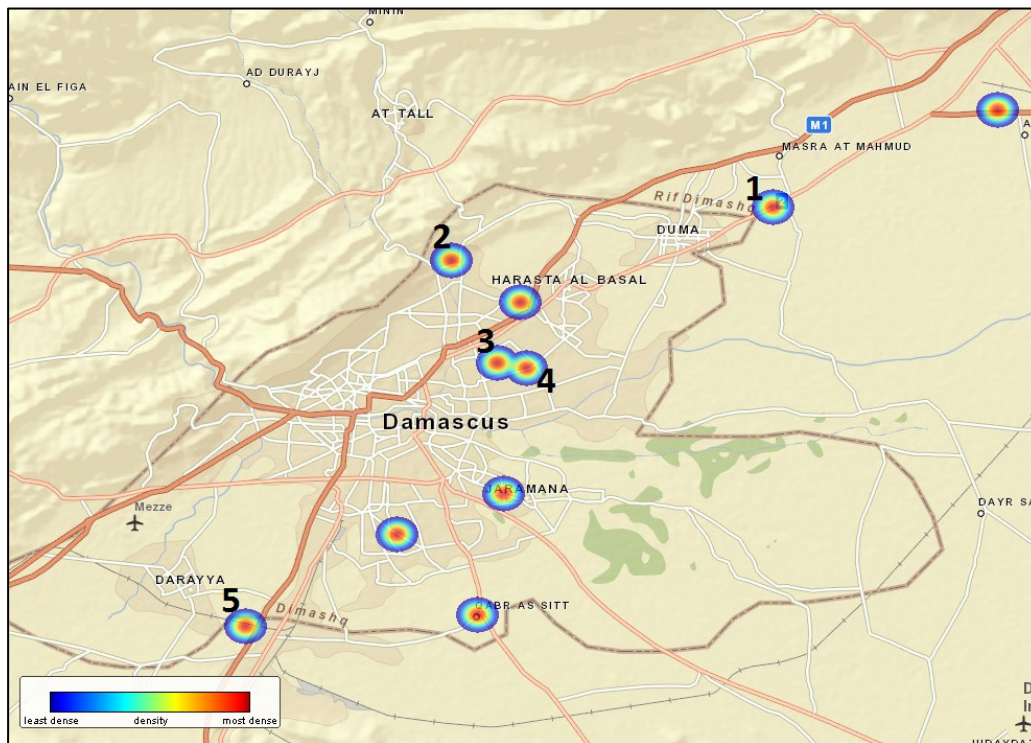 MININ
AD DURAYJ
AIN EL FIGA
AT TALL
M1
MASRA AT MAHMUD
1
Rif Dimashq
DUMA
2
HARASTA AL BASAL
3
4
Damascus
JARAMANA
Mezze
DAYR SA
DARAYYA
5
Dimashq
QABR AS SITT
least dense density most dense